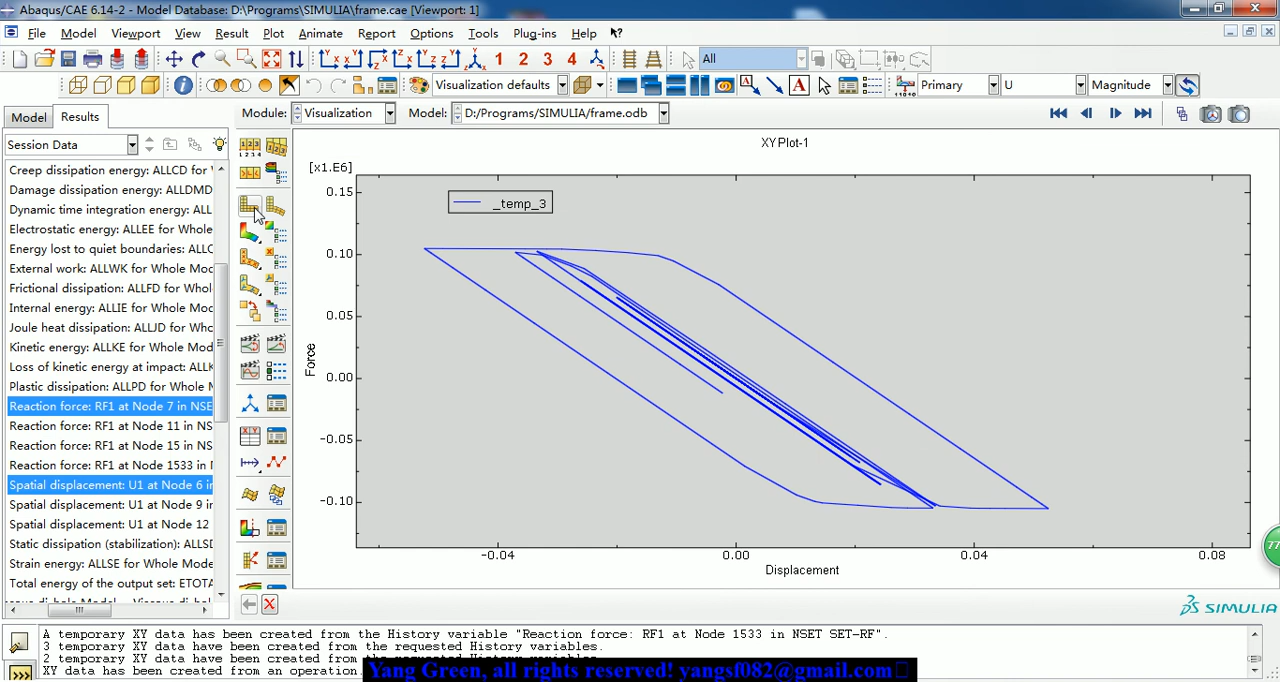 Abaqus/CAE 6.14-2 - Model Database: D:\Programs\SIMULIA\frame.cae [Viewport: 1]
File Model Viewport View Result Plot Animate Report Options Tools Plug-ins Help
1 2 3 4 All
Visualization defaults Primary U Magnitude
Model Results Module: Visualization Model: D:/Programs/SIMULIA/frame.odb
Session Data
Creep dissipation energy: ALLCD for
Damage dissipation energy: ALLDMD
Dynamic time integration energy: ALL
Electrostatic energy: ALLEE for Whole
Energy lost to quiet boundaries: ALLC
External work: ALLWK for Whole Moc
Frictional dissipation: ALLFD for Whol
Internal energy: ALLIE for Whole Moc
Joule heat dissipation: ALLJD for Wh
Kinetic energy: ALLKE for Whole Mod
Loss of kinetic energy at impact: ALLK
Plastic dissipation: ALLPD for Whole M
Reaction force: RF1 at Node 7 in NSE
Reaction force: RF1 at Node 11 in NS
Reaction force: RF1 at Node 15 in NS
Reaction force: RF1 at Node 1533 in
Spatial displacement: U1 at Node 6 in
Spatial displacement: U1 at Node 9 in
Spatial displacement: U1 at Node 12
Static dissipation (stabilization): ALLSD
Strain energy: ALLSE for Whole Mod
Total energy of the output set: ETOTA
XYPlot-1
[x1.E6]
_temp_3
0.15
0.10
0.05
0.00
-0.05
-0.10
Force
-0.04 0.00 0.04 0.08
Displacement
77
SIMULIA
A temporary XY data has been created from the History variable "Reaction force: RF1 at Node 1533 in NSET SET-RF".
3 temporary XY data have been created from the requested History variables.
2 temporary XY data have been
XY data has been created from an operation.
Yang Green, all rights reserved! yangsf082@gmail.com